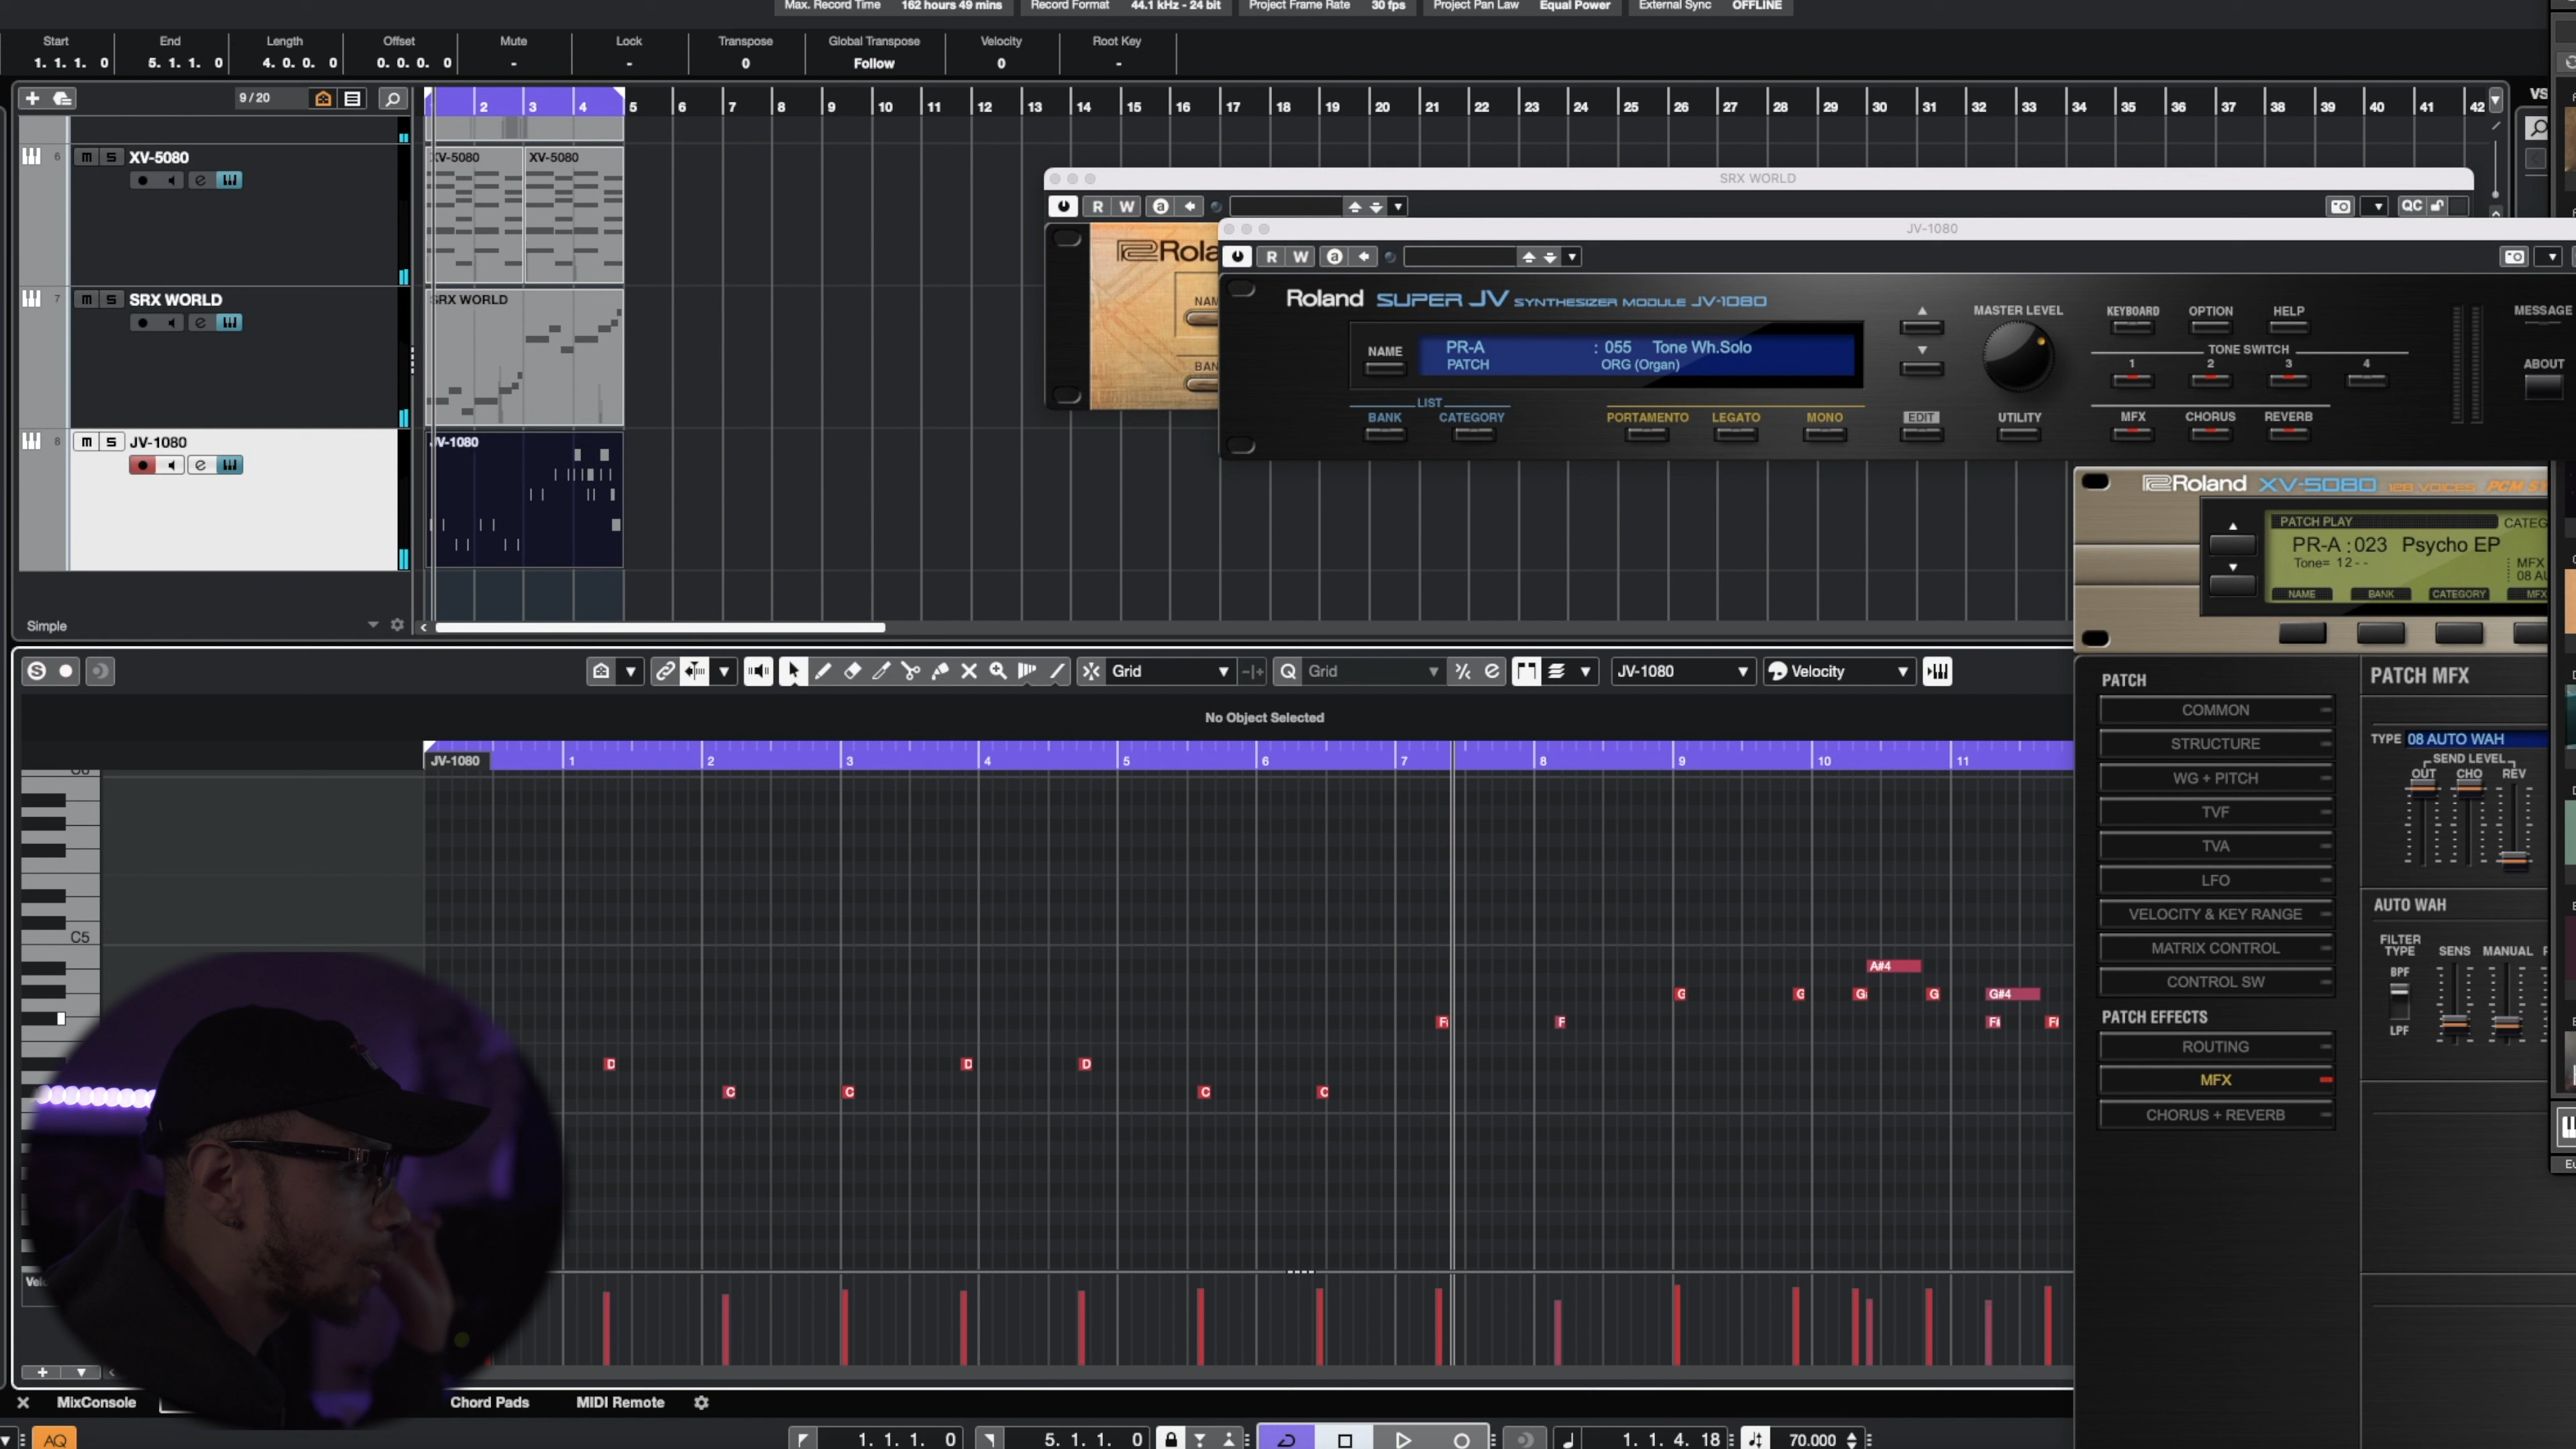 Max. Record Time 162 hours 49 mins Record Format 44.1 kHz - 24 bit Project Frame Rate 30 fps Project Pan Law Equal Power External Sync OFFLINE
Start End Length Offset Mute Lock Transpose Global Transpose Velocity Root Key
1. 1. 1. 0 5. 1. 1. 0 4. 0. 0. 0 0. 0. 0. 0 - - 0 Follow 0 -
9 / 20
2 3 4 5 6 7 8 9 10 11 12 13 14 15 16 17 18 19 20 21 22 23 24 25 26 27 28 29 30 31 32 33 34 35 36 37 38 39 40 41 42
VS
6 m S XV-5080
XV-5080 XV-5080
e
7 m S SRX WORLD
SRX WORLD
e
8 m S JV-1080
JV-1080
e
Simple
SRX WORLD
R W a QC
Rola
NAM
BAN
JV-1080
R W a
Roland SUPER JV SYNTHESIZER MODULE JV-1080
NAME
PR-A : 055 Tone Wh.Solo
PATCH ORG (Organ)
LIST
BANK CATEGORY PORTAMENTO LEGATO MONO EDIT
MASTER LEVEL
UTILITY
KEYBOARD OPTION HELP
TONE SWITCH
1 2 3 4
MFX CHORUS REVERB
MESSAGE
ABOUT
Roland XV-5080 128 VOICES PCM SY
PATCH PLAY CATEG
PR-A :023 Psycho EP
Tone= 12-- MFX
08 AU
NAME BANK CATEGORY MFX
S Grid Q Grid e JV-1080 Velocity
No Object Selected
JV-1080 1 2 3 4 5 6 7 8 9 10 11
C5
A#4
G G G G G#4
F F F F
D D D
C C C C
Velo
PATCH
COMMON
STRUCTURE
WG + PITCH
TVF
TVA
LFO
VELOCITY & KEY RANGE
MATRIX CONTROL
CONTROL SW
PATCH EFFECTS
ROUTING
MFX
CHORUS + REVERB
PATCH MFX
TYPE 08 AUTO WAH
SEND LEVEL
OUT CHO REV
AUTO WAH
FILTER TYPE SENS MANUAL
BPF
LPF
MixConsole Chord Pads MIDI Remote
AQ 1. 1. 1. 0 5. 1. 1. 0 1. 1. 4. 18 70.000